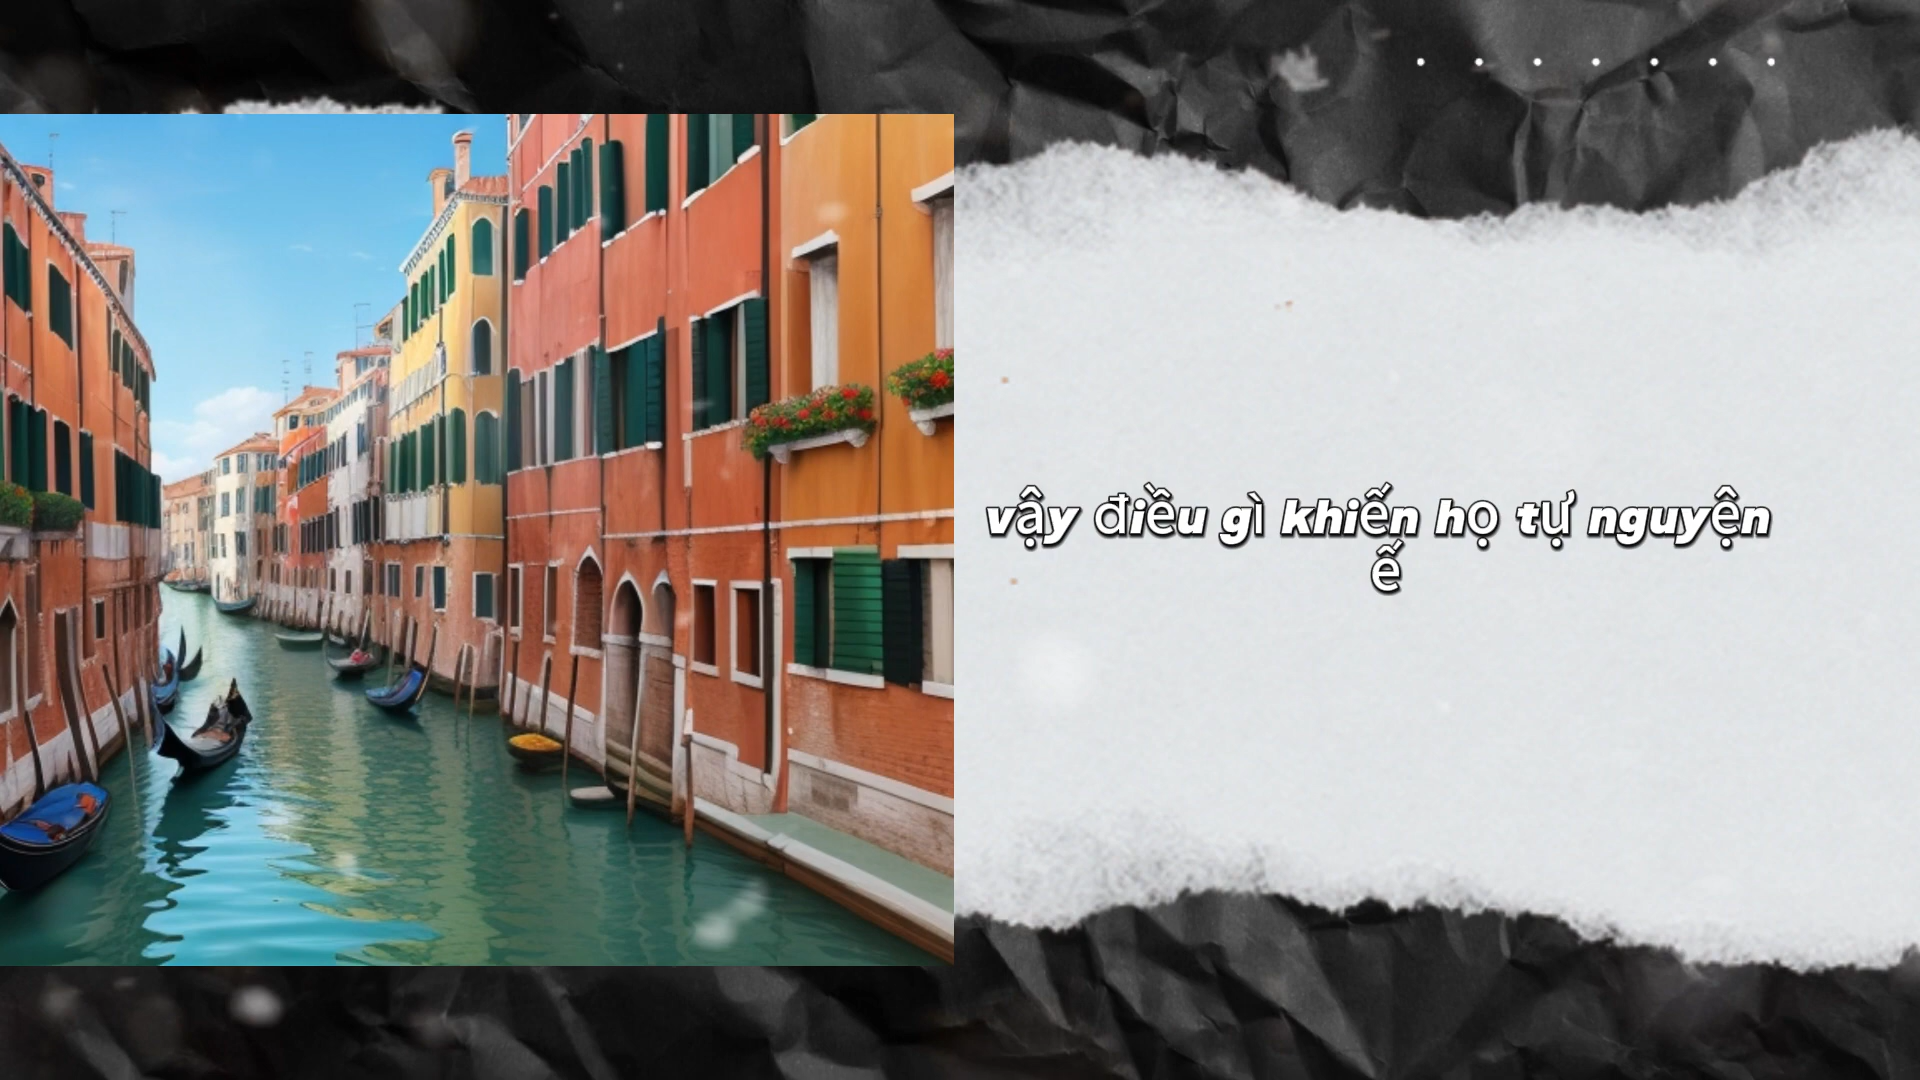 vậy điều gì khiến họ tự nguyện
ế